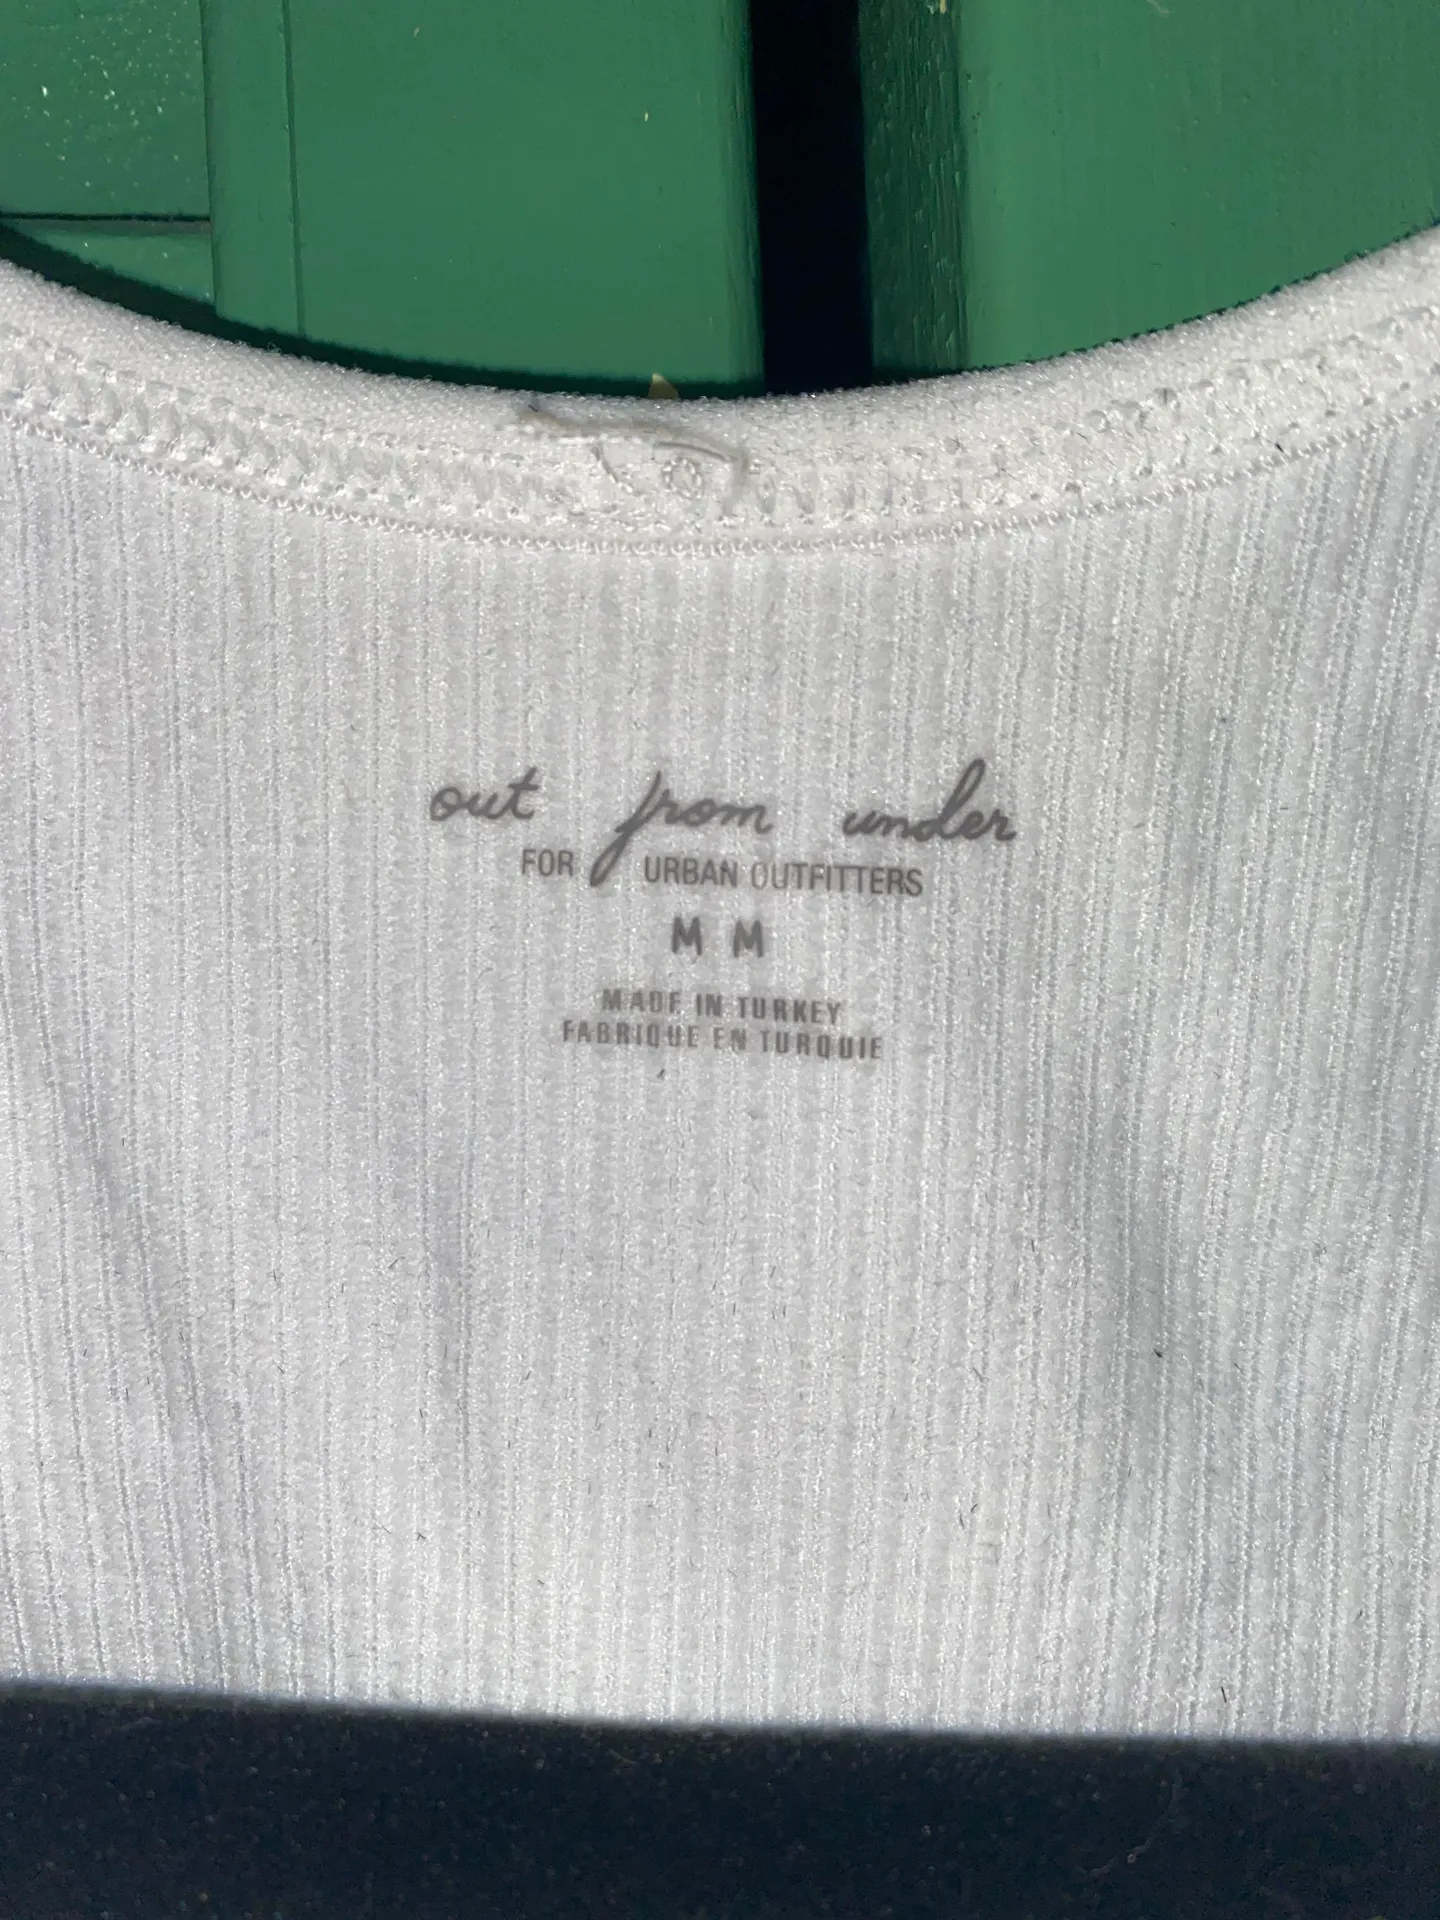 out from under
FOR URBAN OUTFITTERS
M M
MADE IN TURKEY
FABRIQUE EN TURQUIE